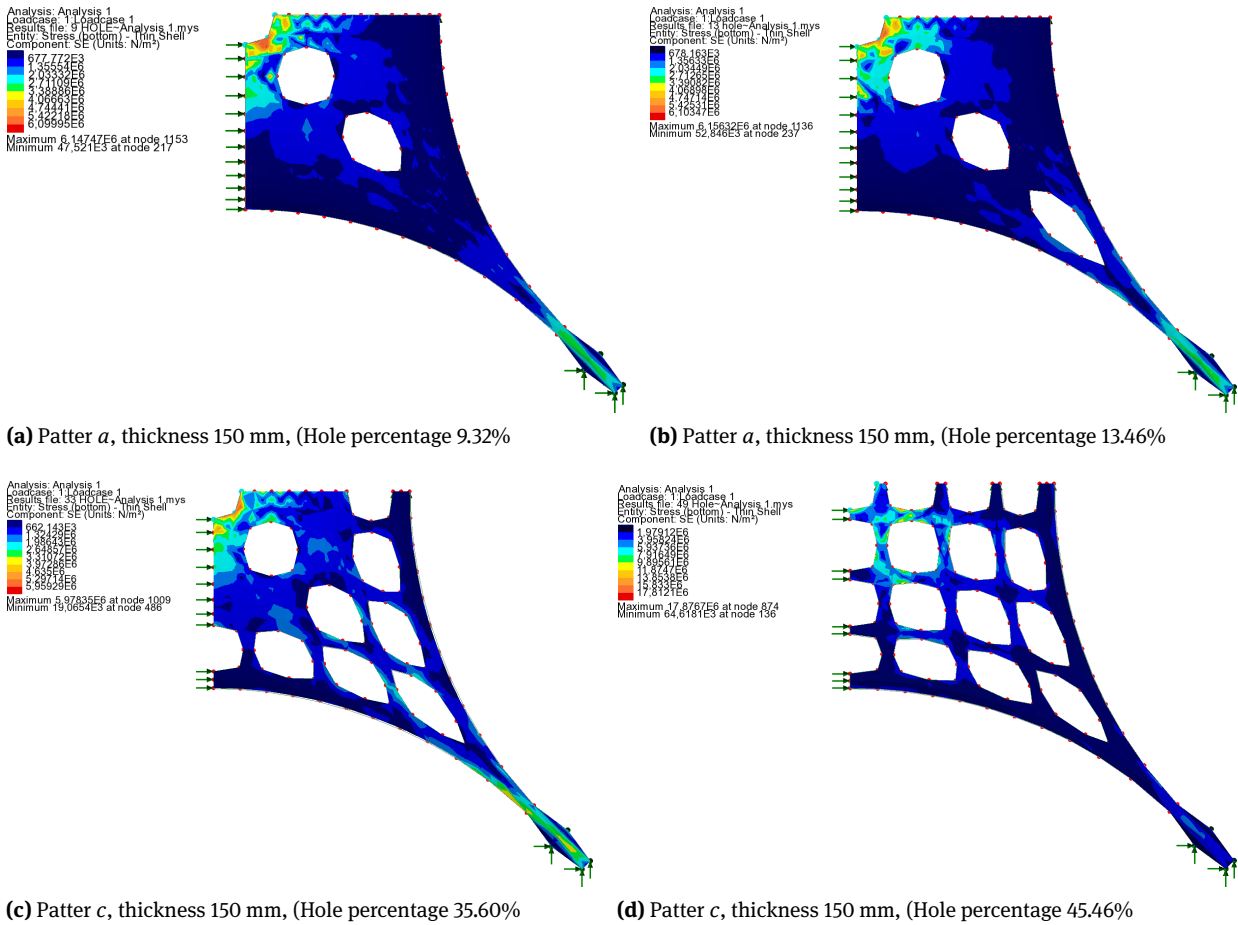 Analysis: Analysis 1
Loadcase: 1:Loadcase 1
Results file: 9 HOLE~Analysis 1.mys
Entity: Stress (bottom) - Thin Shell
Component: SE (Units: N/m²)
677.772E3
1.35554E6
2.03332E6
2.71109E6
3.38886E6
4.06663E6
4.74441E6
5.42218E6
6,09995E6
Maximum 6,14747E6 at node 1153
Minimum 47,521E3 at node 217
Analysis: Analysis 1
Loadcase: 1:Loadcase 1
Results file: 13 hole~Analysis 1.mys
Entity: Stress (bottom) - Thin Shell
Component: SE (Units: N/m²)
678,163E3
1,35633E6
2,03449E6
2,71265E6
3,39082E6
4,06898E6
4,74714E6
5,42531E6
6,10347E6
Maximum 6,15632E6 at node 1136
Minimum 52,846E3 at node 237
(a) Patter a, thickness 150 mm, (Hole percentage 9.32%
(b) Patter a, thickness 150 mm, (Hole percentage 13.46%
Analysis: Analysis 1
Loadcase: 1:Loadcase 1
Results file: 33 HOLE~Analysis 1.mys
Entity: Stress (bottom) - Thin Shell
Component: SE (Units: N/m²)
662,143E3
1,32429E6
1,98643E6
2,64857E6
3,31072E6
3,97286E6
4,635E6
5,29714E6
5,95929E6
Maximum 5,97835E6 at node 1009
Minimum 19,0654E3 at node 486
Analysis: Analysis 1
Loadcase: 1:Loadcase 1
Results file: 49 Hole~Analysis 1.mys
Entity: Stress (bottom) - Thin Shell
Component: SE (Units: N/m²)
1,97912E6
3,95824E6
5,93736E6
7,91649E6
9,89561E6
11,8747E6
13,8538E6
15,833E6
17,8121E6
Maximum 17,8767E6 at node 874
Minimum 64,6181E3 at node 136
(c) Patter c, thickness 150 mm, (Hole percentage 35.60%
(d) Patter c, thickness 150 mm, (Hole percentage 45.46%